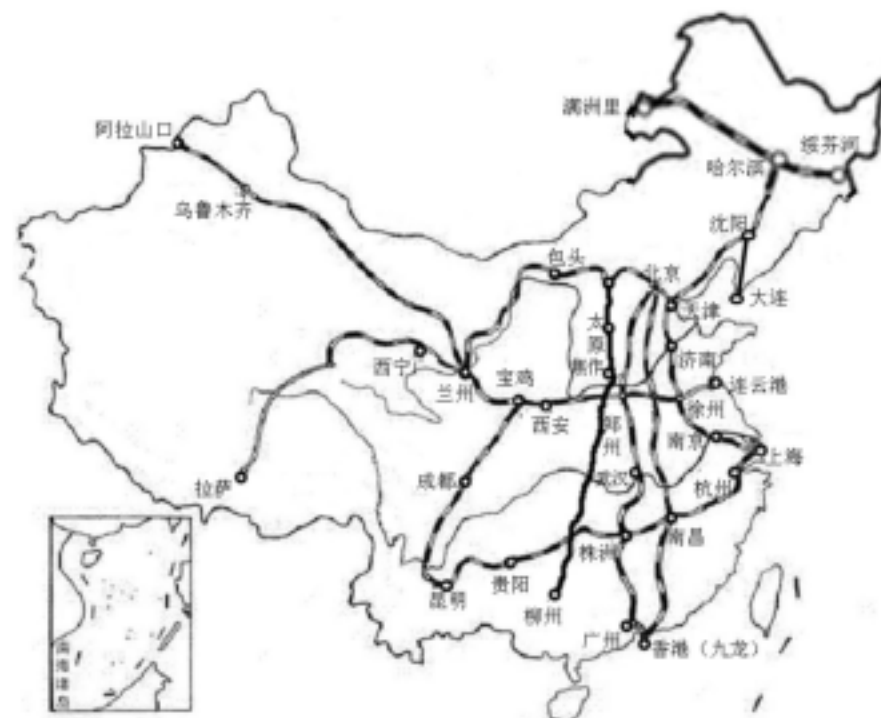 满洲里
阿拉山口
绥芬河
哈尔滨
乌鲁木齐
沈阳
包头
北京
大连
天津
太原
济南
西宁
焦作
宝鸡
兰州
连云港
徐州
西安
郑州
南京
上海
成都
武汉
杭州
拉萨
株洲
南昌
贵阳
昆明
柳州
广州
香港（九龙）
南海诸岛